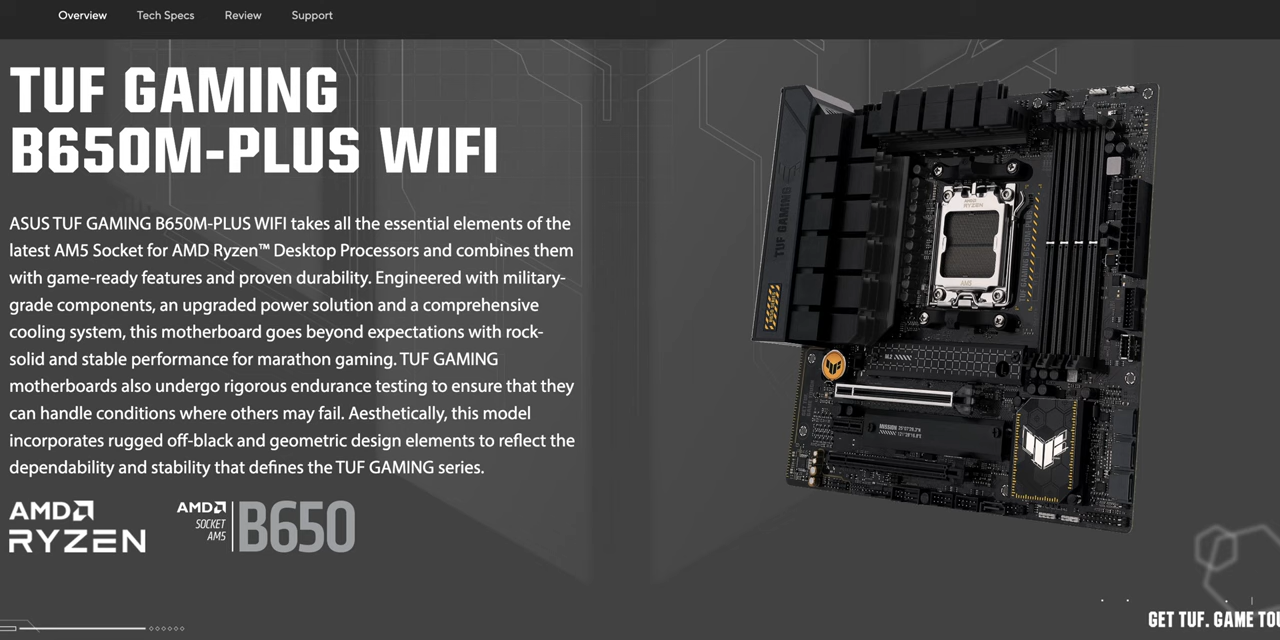 Overview
Tech Specs
Review
Support
TUF GAMING
B650M-PLUS WIFI
ASUS TUF GAMING B650M-PLUS WIFI takes all the essential elements of the
latest AM5 Socket for AMD Ryzen™ Desktop Processors and combines them
with game-ready features and proven durability. Engineered with military-
grade components, an upgraded power solution and a comprehensive
cooling system, this motherboard goes beyond expectations with rock-
solid and stable performance for marathon gaming. TUF GAMING
motherboards also undergo rigorous endurance testing to ensure that they
can handle conditions where others may fail. Aesthetically, this model
incorporates rugged off-black and geometric design elements to reflect the
dependability and stability that defines the TUF GAMING series.
AMD
RYZEN
AMD
SOCKET
AM5
B650
TUF GAMING
AMD
RYZEN
AM5
M.2
MISSION
GET TUF. GAME TOU